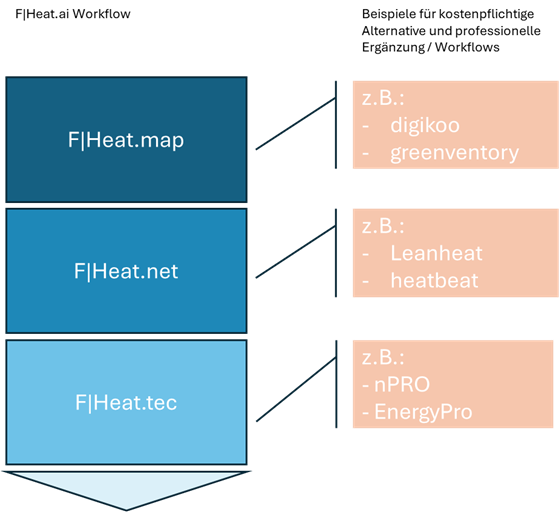 F|Heat.ai Workflow
Beispiele für kostenpflichtige
Alternative und professionelle
Ergänzung / Workflows
F|Heat.map
z.B.:
- digikoo
- greenventory
F|Heat.net
z.B.:
- Leanheat
- heatbeat
F|Heat.tec
z.B.:
- nPRO
- EnergyPro